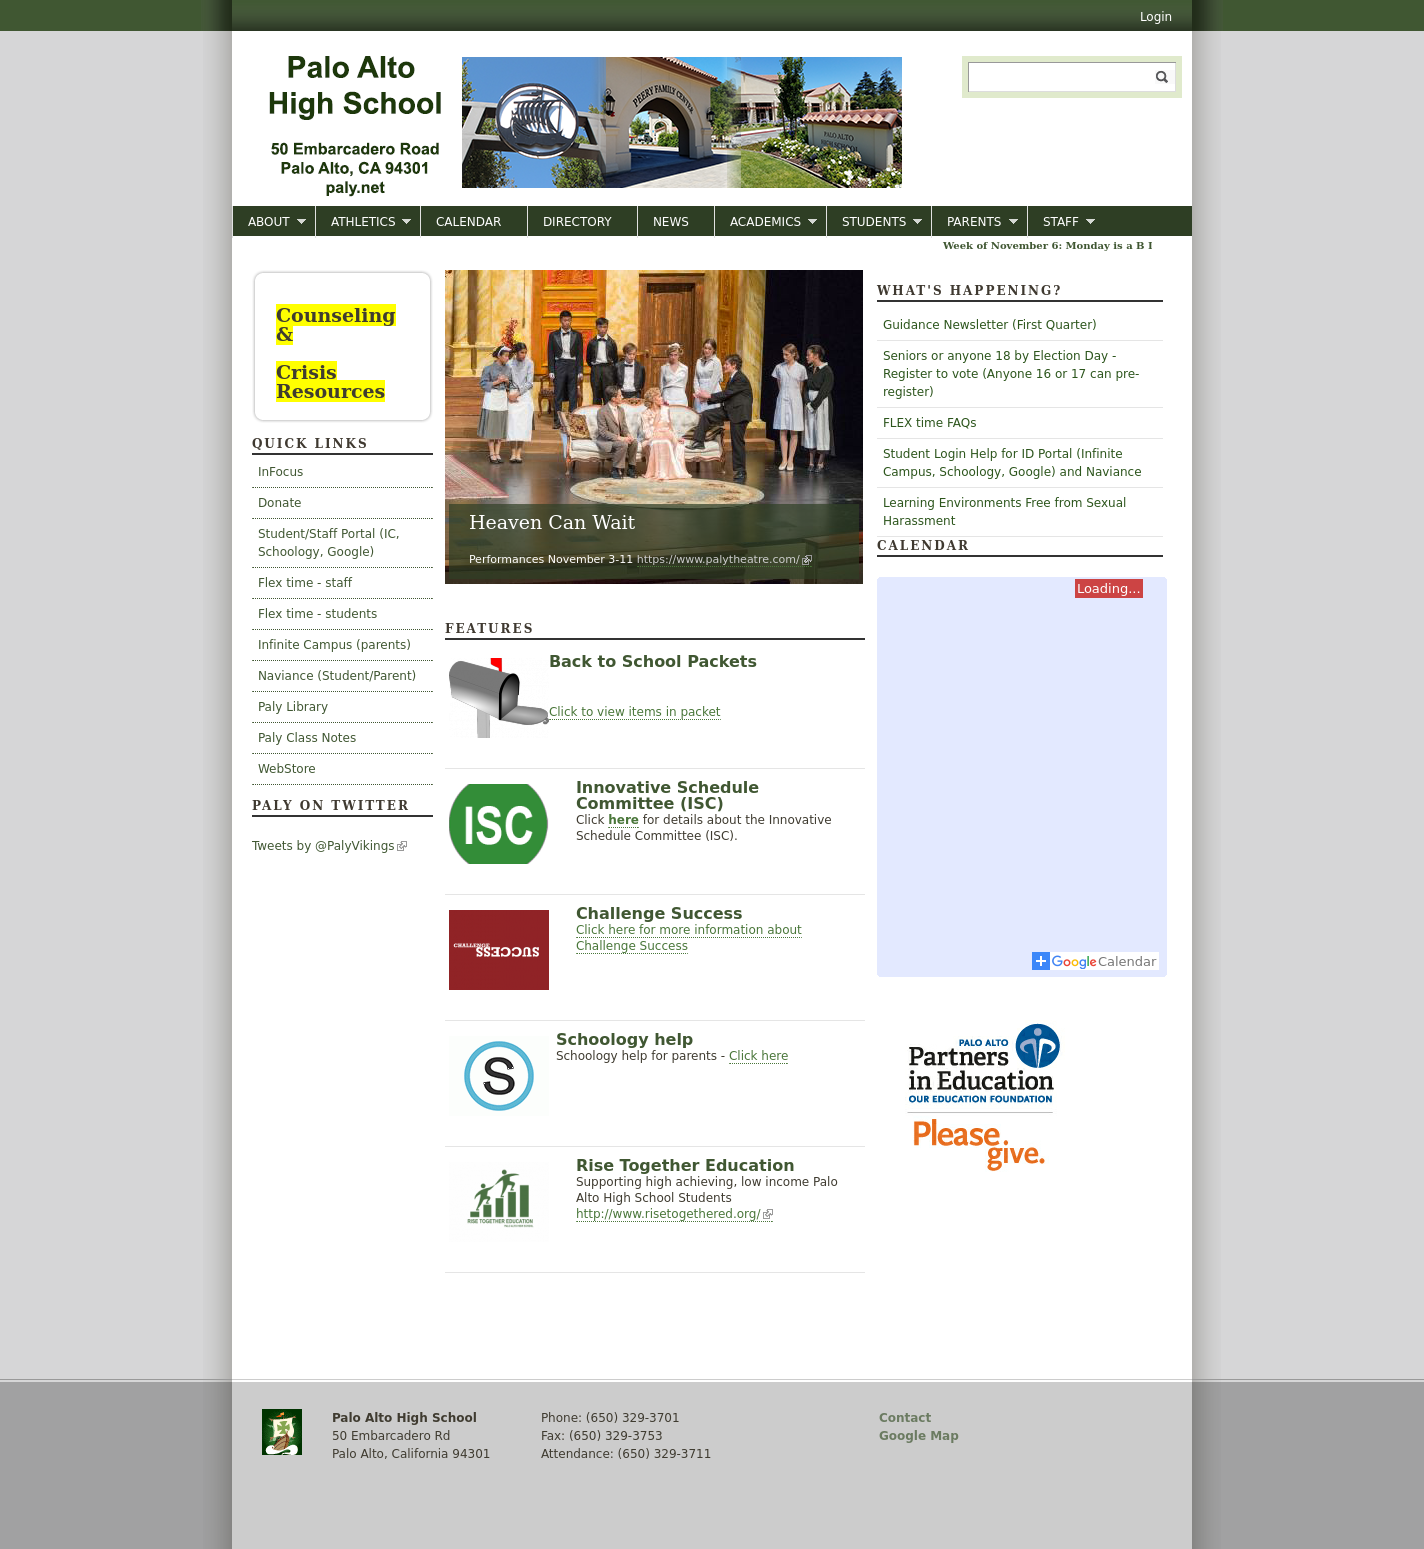 Login
Palo Alto
High School
50 Embarcadero Road
Palo Alto, CA 94301
paly.net
PEERY FAMILY CENTER
PALO ALTO
HIGH SCHOOL
ABOUT
ATHLETICS
CALENDAR
DIRECTORY
NEWS
ACADEMICS
STUDENTS
PARENTS
STAFF
Week of November 6: Monday is a B
Counseling
&
Crisis
Resources
QUICK LINKS
InFocus
Donate
Student/Staff Portal (IC,
Schoology, Google)
Flex time - staff
Flex time - students
Infinite Campus (parents)
Naviance (Student/Parent)
Paly Library
Paly Class Notes
WebStore
PALY ON TWITTER
Tweets by @PalyVikings
Heaven Can Wait
Performances November 3-11 https://www.palytheatre.com/
FEATURES
Back to School Packets
Click to view items in packet
ISC
Innovative Schedule
Committee (ISC)
Click here for details about the Innovative
Schedule Committee (ISC).
CHALLENGE
SUCCESS
Challenge Success
Click here for more information about
Challenge Success
S
Schoology help
Schoology help for parents - Click here
RISE TOGETHER EDUCATION
Rise Together Education
Supporting high achieving, low income Palo
Alto High School Students
http://www.risetogethered.org/
WHAT'S HAPPENING?
Guidance Newsletter (First Quarter)
Seniors or anyone 18 by Election Day -
Register to vote (Anyone 16 or 17 can pre-
register)
FLEX time FAQs
Student Login Help for ID Portal (Infinite
Campus, Schoology, Google) and Naviance
Learning Environments Free from Sexual
Harassment
CALENDAR
Loading...
Google Calendar
PALO ALTO
Partners
in Education
OUR EDUCATION FOUNDATION
Please
give.
Palo Alto High School
50 Embarcadero Rd
Palo Alto, California 94301
Phone: (650) 329-3701
Fax: (650) 329-3753
Attendance: (650) 329-3711
Contact
Google Map